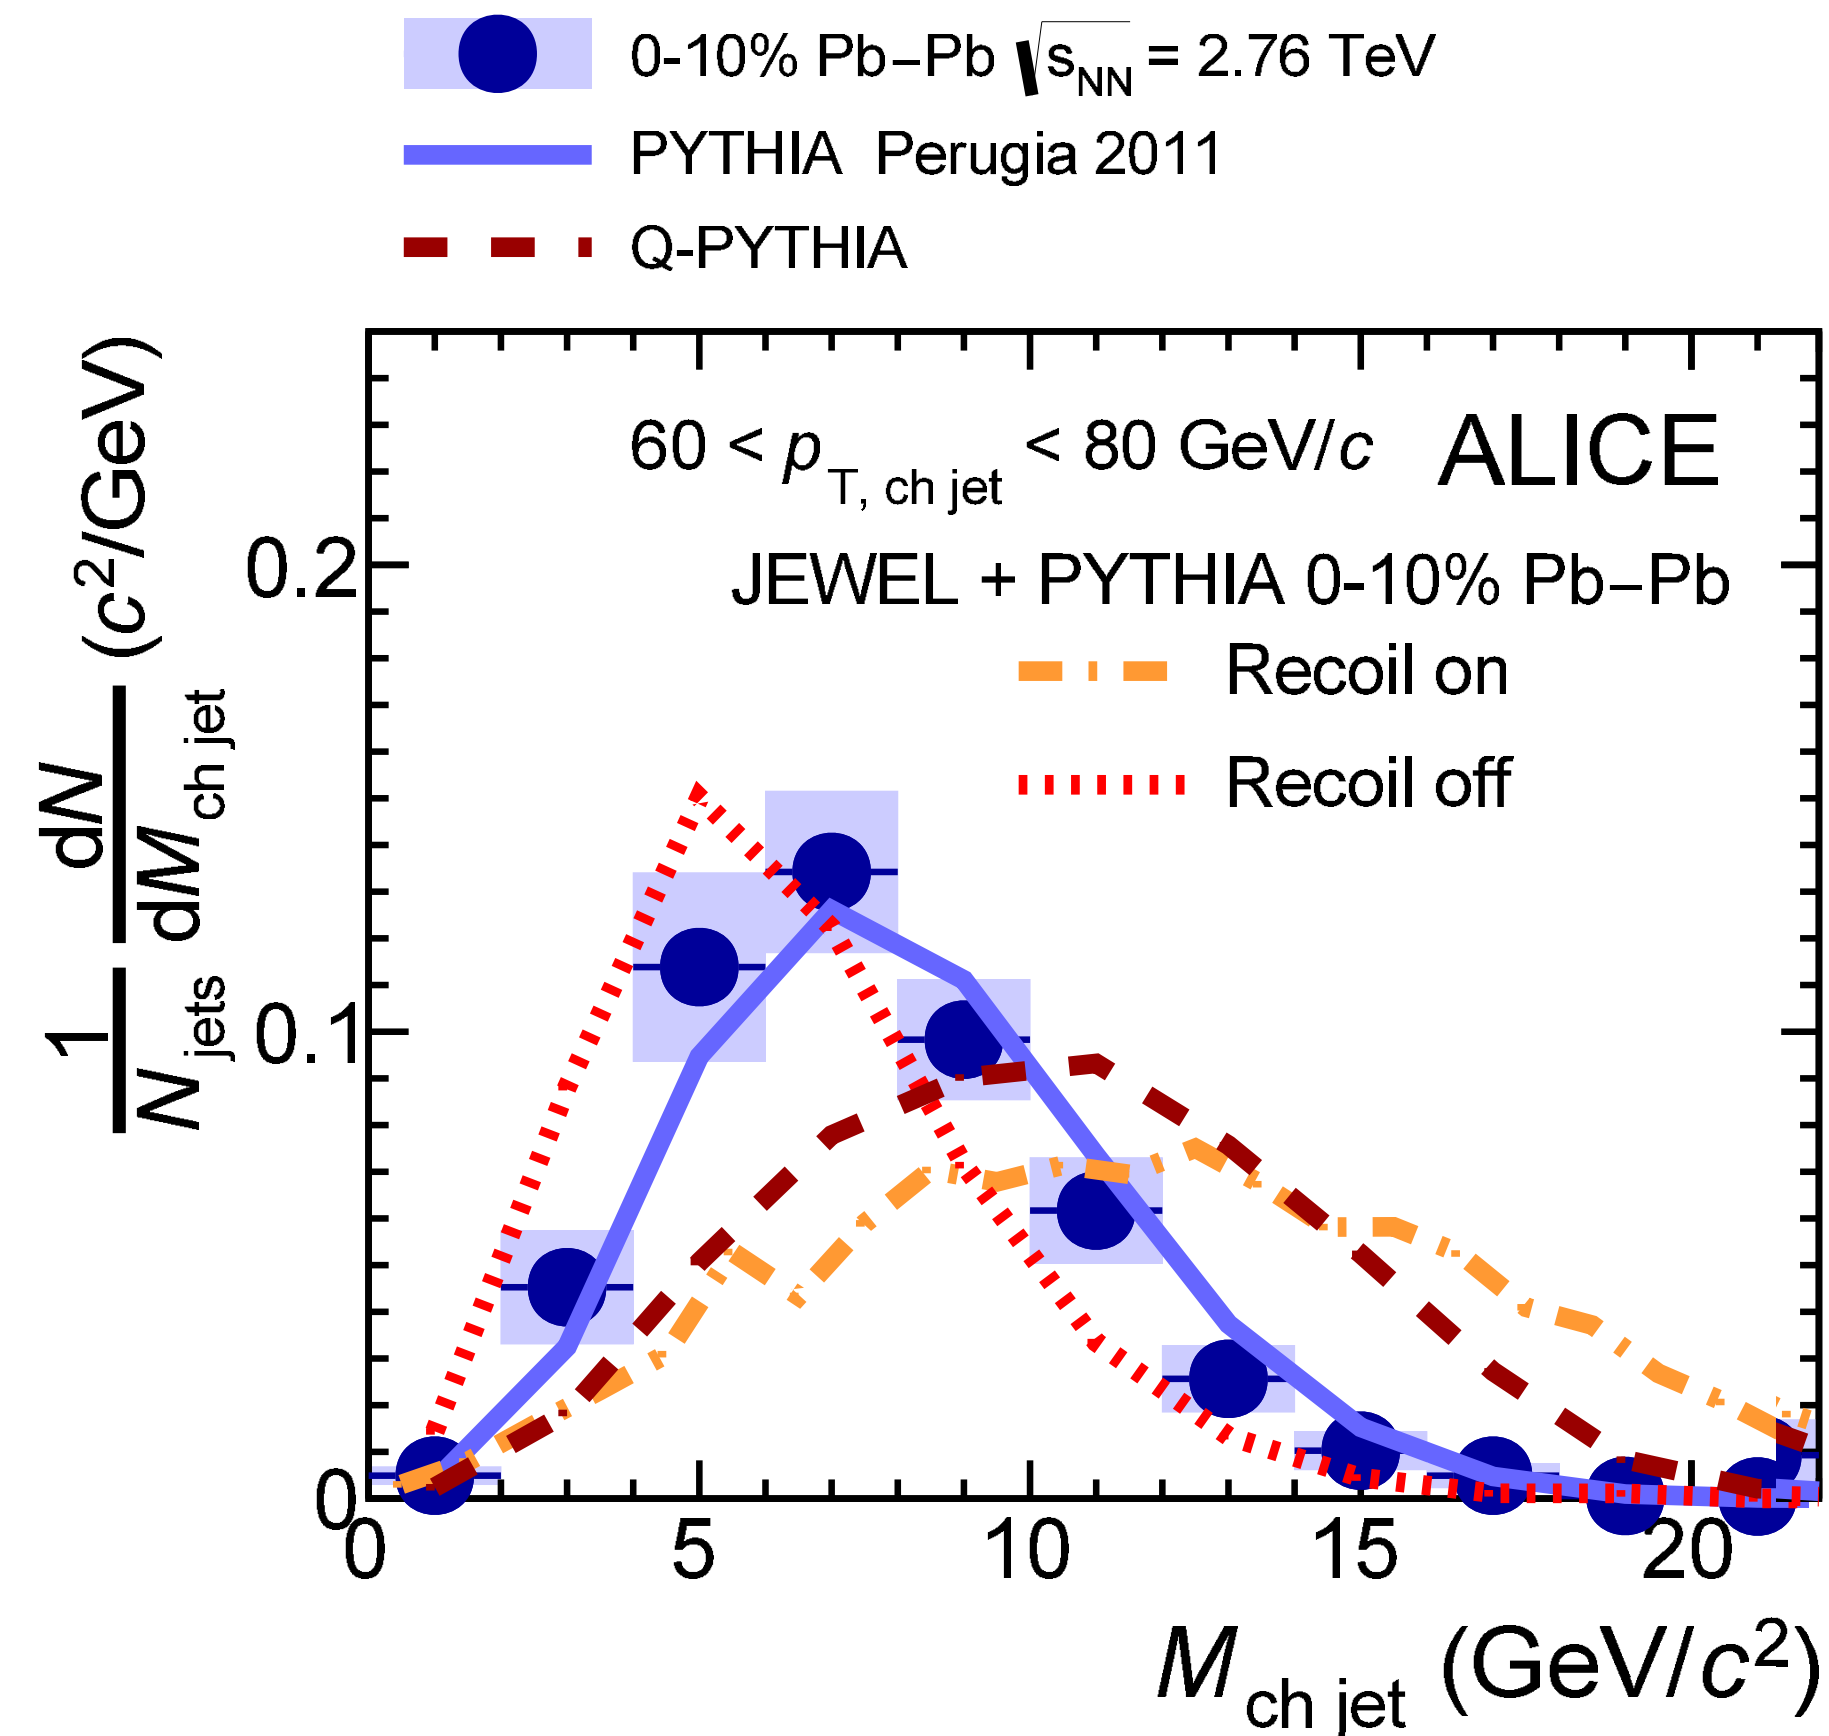 0-10% Pb–Pb √sNN = 2.76 TeV
PYTHIA Perugia 2011
Q-PYTHIA
60 < pT, ch jet < 80 GeV/c ALICE
JEWEL + PYTHIA 0-10% Pb–Pb
Recoil on
Recoil off
1/Njets dN/dMch jet (c²/GeV)
0.2
0.1
0
0 5 10 15 20
Mch jet (GeV/c²)